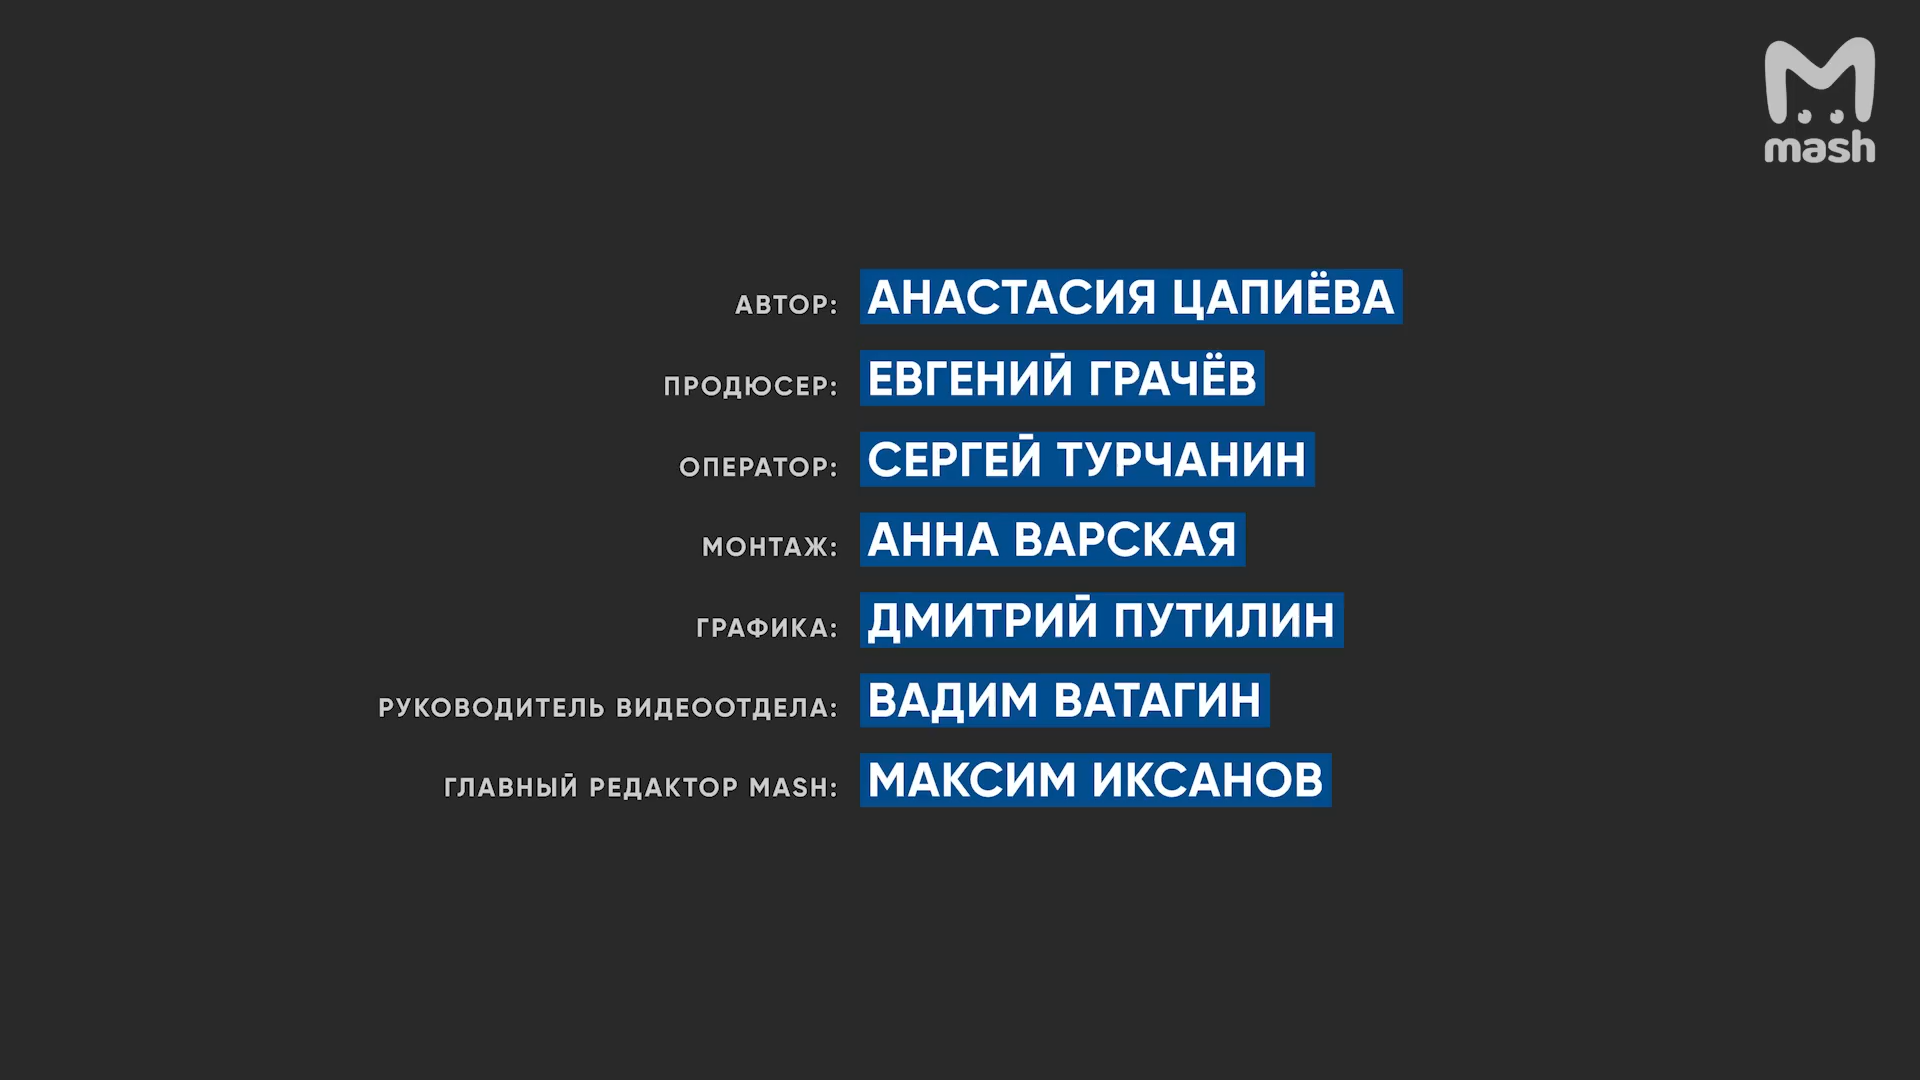 mash
АВТОР: АНАСТАСИЯ ЦАПИЁВА
ПРОДЮСЕР: ЕВГЕНИЙ ГРАЧЁВ
ОПЕРАТОР: СЕРГЕЙ ТУРЧАНИН
МОНТАЖ: АННА ВАРСКАЯ
ГРАФИКА: ДМИТРИЙ ПУТИЛИН
РУКОВОДИТЕЛЬ ВИДЕООТДЕЛА: ВАДИМ ВАТАГИН
ГЛАВНЫЙ РЕДАКТОР MASH: МАКСИМ ИКСАНОВ